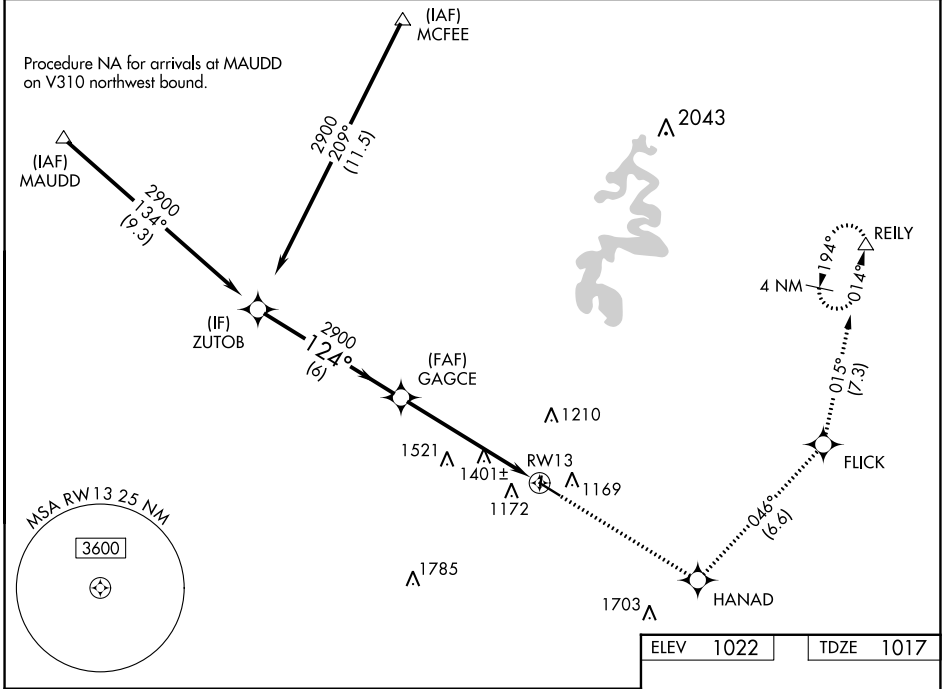 (IAF)
MCFEE
Procedure NA for arrivals at MAUDD
on V310 northwest bound.
2900
209°
(11.5)
2043
(IAF)
MAUDD
2900
134°
(9.3)
REILY
194°
014°
4 NM
(IF)
ZUTOB
2900
124°
(6)
(FAF)
GAGCE
015°
(7.3)
1210
1521
1401±
RW13
1169
1172
FLICK
MSA RW13 25 NM
3600
046°
(6.6)
1785
HANAD
1703
ELEV 1022
TDZE 1017